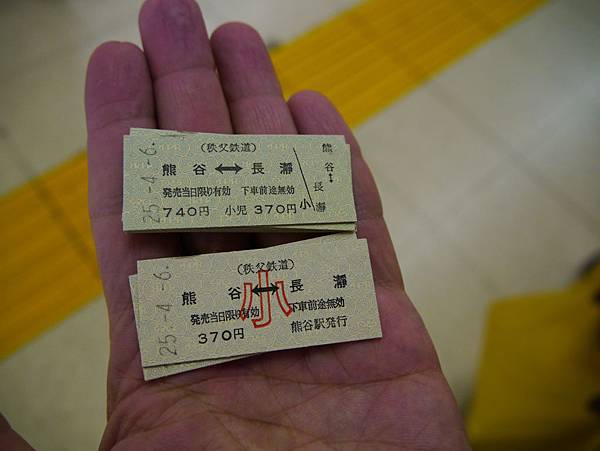 25.-4.-6.
(秩父鉄道)
熊谷 ↔ 長瀞
発売当日限り有効 下車前途無効
740円 小児 370円
熊谷↔長瀞
小
25.-4.-6.
(秩父鉄道)
熊谷 ↔ 長瀞
小
発売当日限り有効 下車前途無効
370円 熊谷駅発行